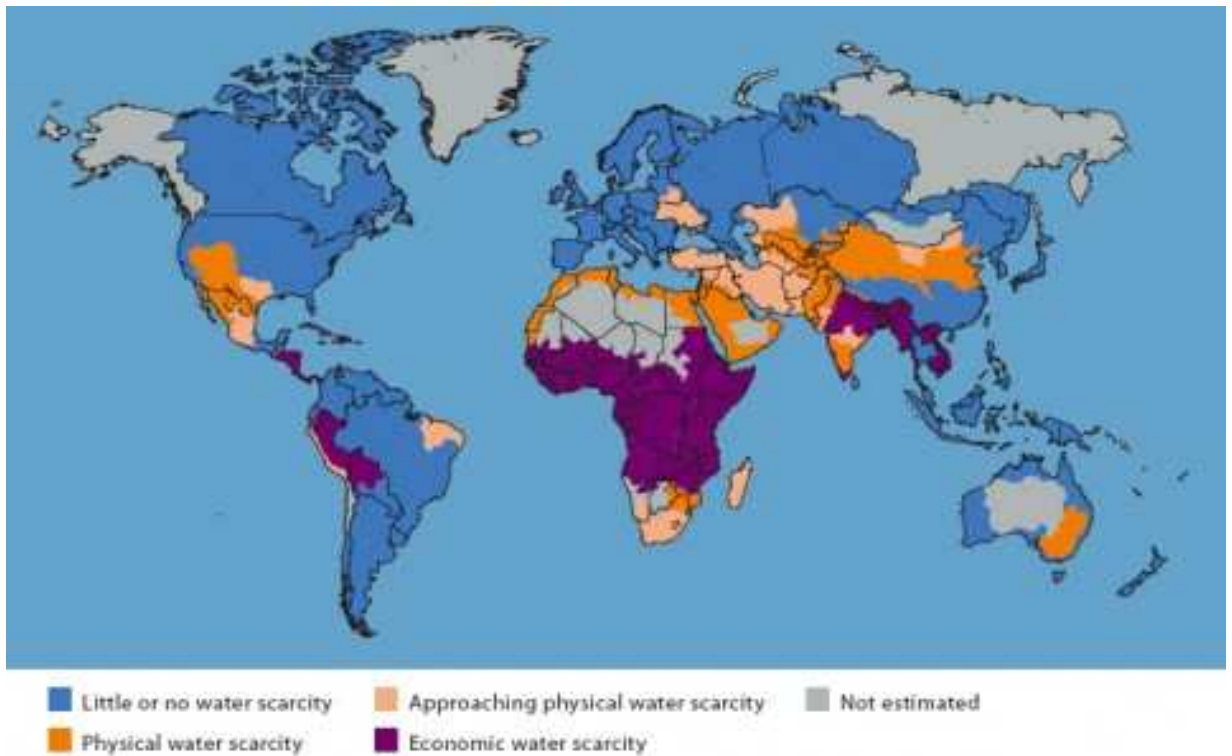 Little or no water scarcity
Approaching physical water scarcity
Not estimated
Physical water scarcity
Economic water scarcity